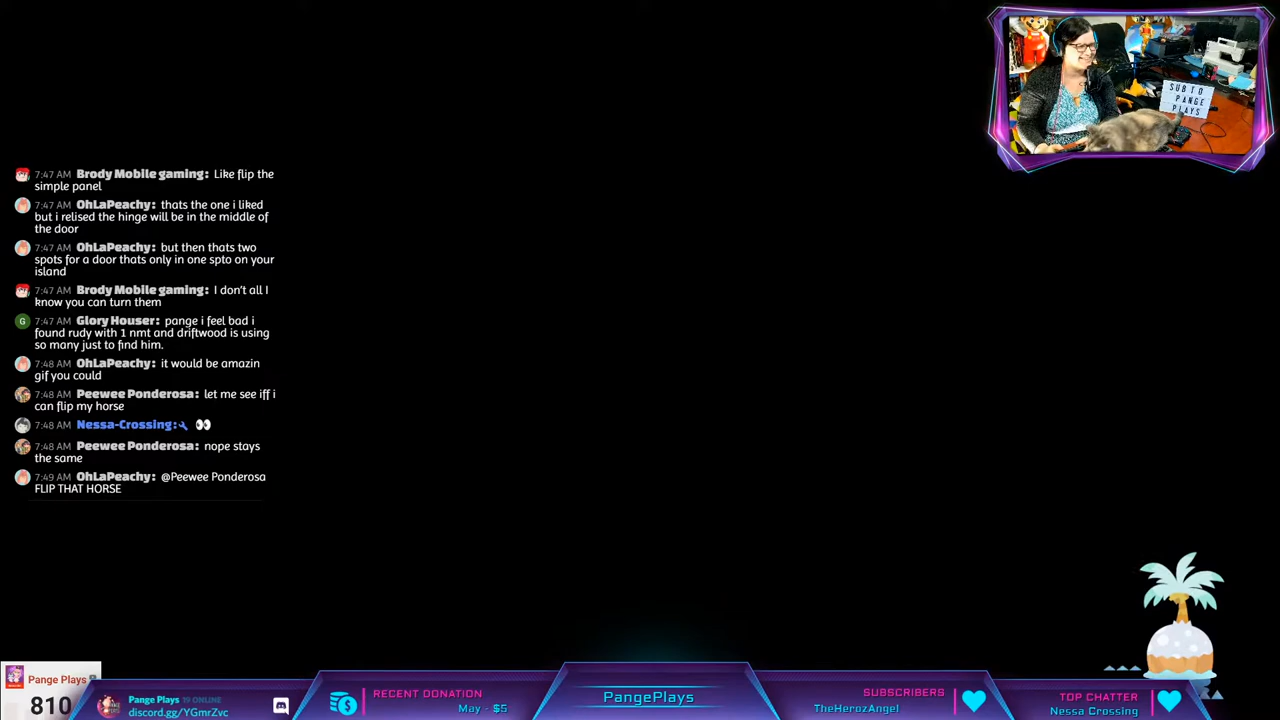 SUB TO
PANGE
PLAYS
7:47 AM Brody Mobile gaming: Like flip the
simple panel
7:47 AM OhLaPeachy: thats the one i liked
but i relised the hinge will be in the middle of
the door
7:47 AM OhLaPeachy: but then thats two
spots for a door thats only in one spto on your
island
7:47 AM Brody Mobile gaming: I don't all I
know you can turn them
G 7:47 AM Glory Houser: pange i feel bad i
found rudy with 1 nmt and driftwood is using
so many just to find him.
7:48 AM OhLaPeachy: it would be amazin
gif you could
7:48 AM Peewee Ponderosa: let me see iff i
can flip my horse
7:48 AM Nessa-Crossing: 👀
7:48 AM Peewee Ponderosa: nope stays
the same
7:49 AM OhLaPeachy: @Peewee Ponderosa
FLIP THAT HORSE
Pange Plays
810
Pange Plays 19 ONLINE
discord.gg/YGmrZvc
RECENT DONATION
May - $5
PangePlays
SUBSCRIBERS
TheHerozAngel
TOP CHATTER
Nessa Crossing